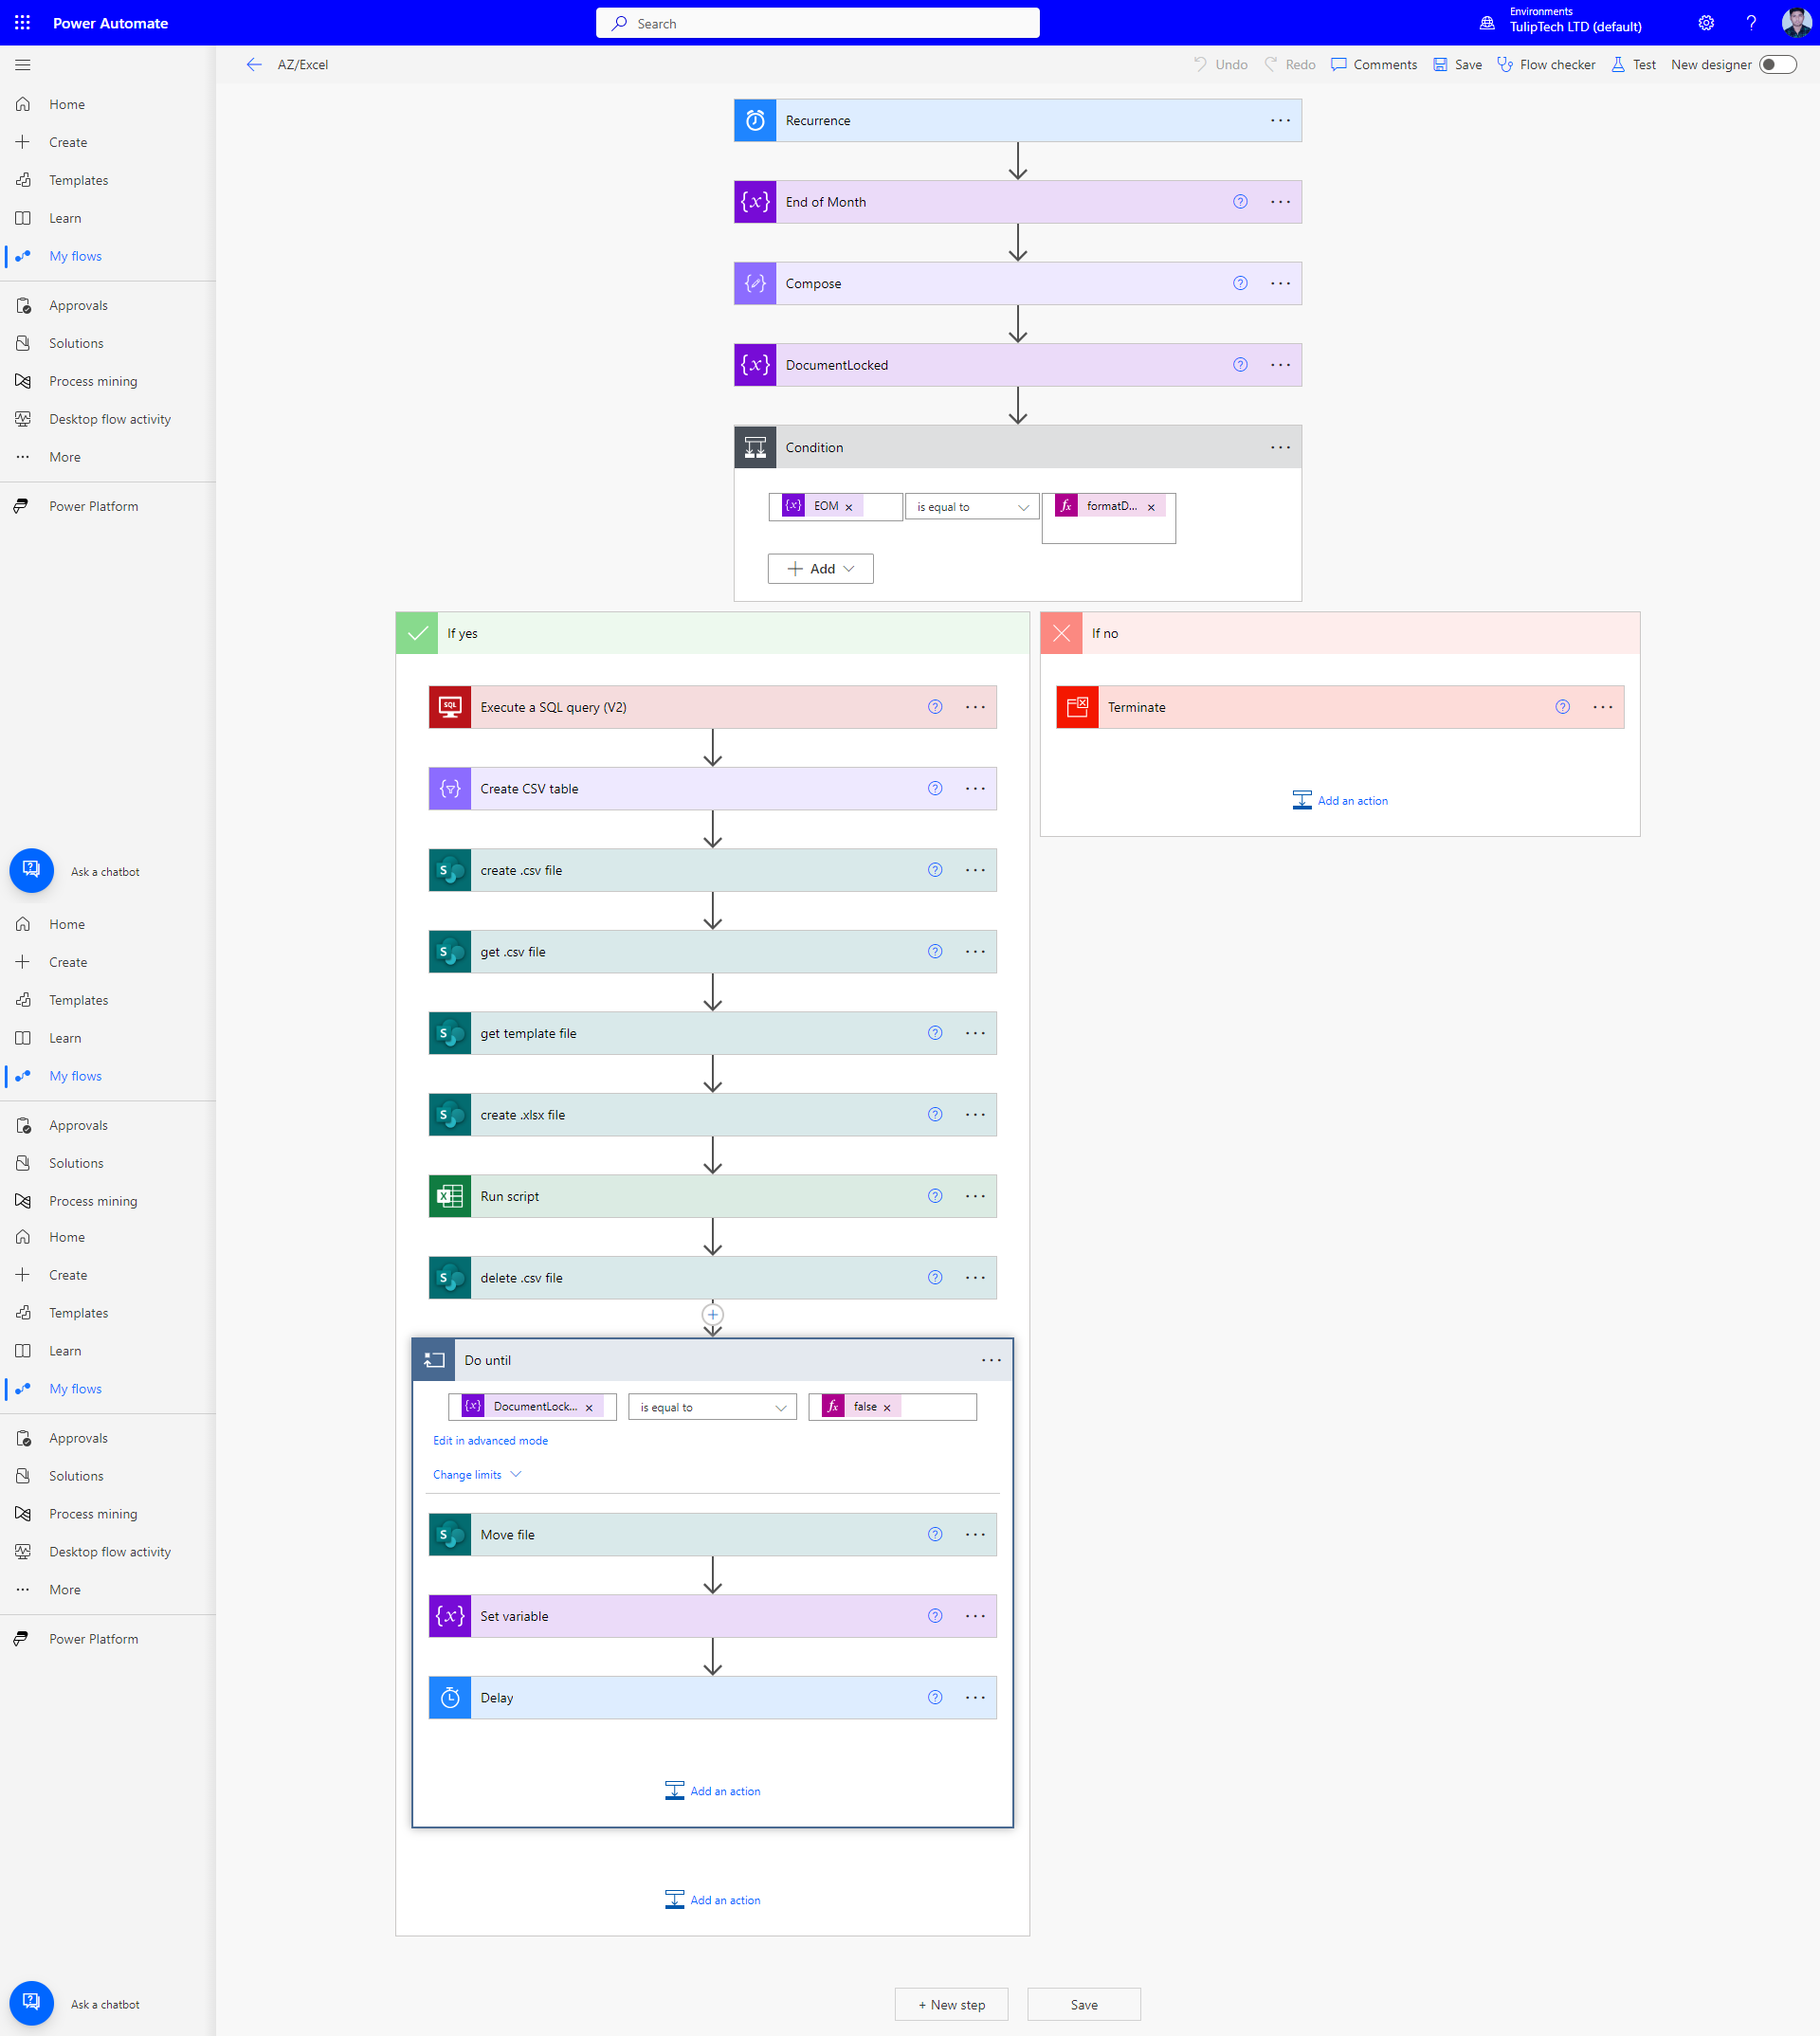 Power Automate
Search
Environments
TulipTech LTD (default)
AZ/Excel
Undo
Redo
Comments
Save
Flow checker
Test
New designer
Home
Create
Templates
Learn
My flows
Approvals
Solutions
Process mining
Desktop flow activity
More
Power Platform
Ask a chatbot
Home
Create
Templates
Learn
My flows
Approvals
Solutions
Process mining
Home
Create
Templates
Learn
My flows
Approvals
Solutions
Process mining
Desktop flow activity
More
Power Platform
Ask a chatbot
Recurrence
End of Month
Compose
DocumentLocked
Condition
EOM
is equal to
formatD...
Add
If yes
If no
SQL
Execute a SQL query (V2)
Terminate
Create CSV table
Add an action
create .csv file
get .csv file
get template file
create .xlsx file
Run script
delete .csv file
Do until
DocumentLock...
is equal to
false
Edit in advanced mode
Change limits
Move file
Set variable
Delay
Add an action
Add an action
+ New step
Save